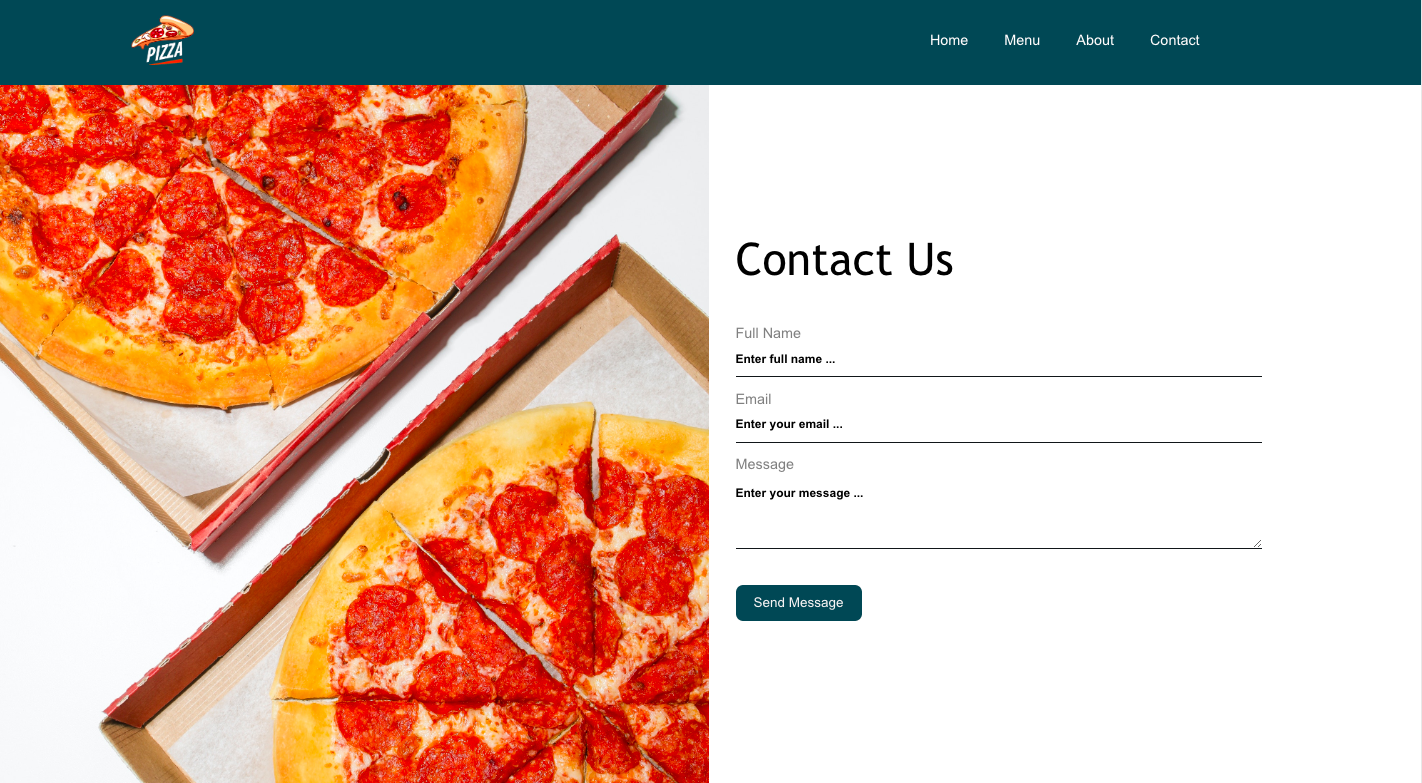 PIZZA
Home Menu About Contact
Contact Us
Full Name
Enter full name ...
Email
Enter your email ...
Message
Enter your message ...
Send Message